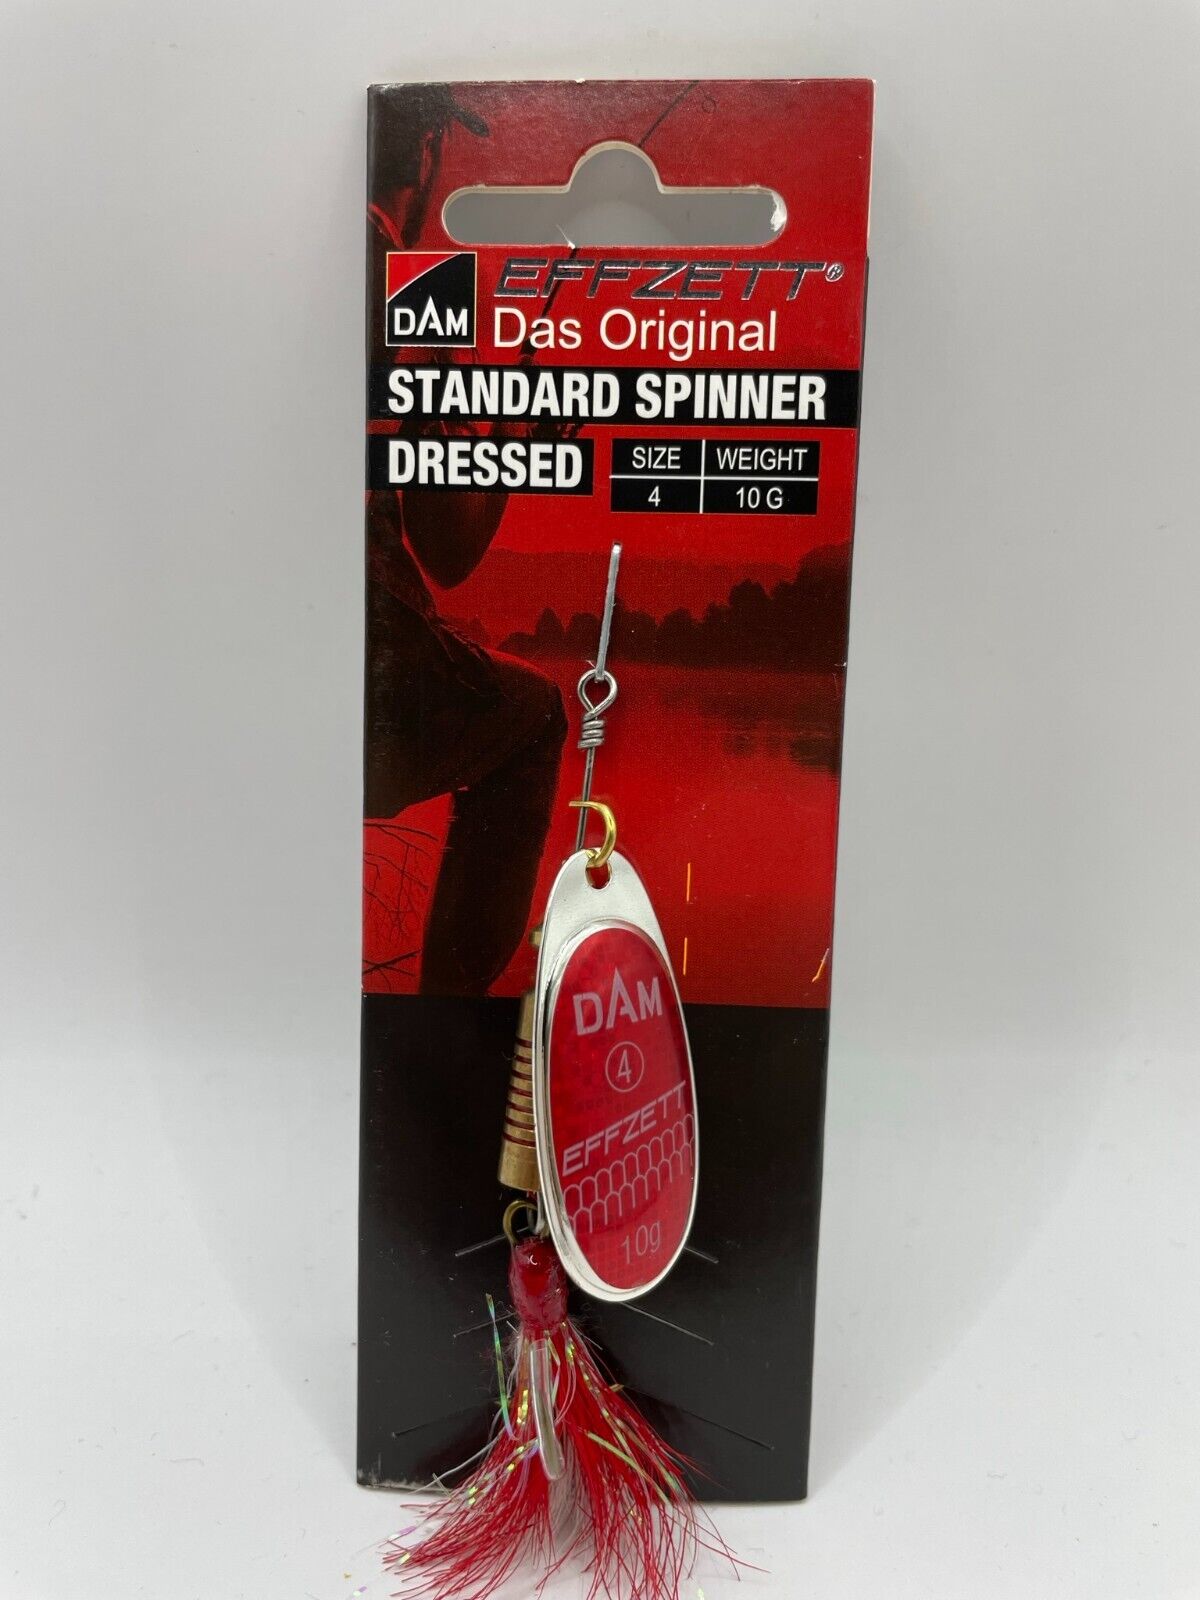 EFFZETT®
DAM
Das Original
STANDARD SPINNER
DRESSED
SIZE WEIGHT
4 10 G
DAM
4
EFFZETT
10g